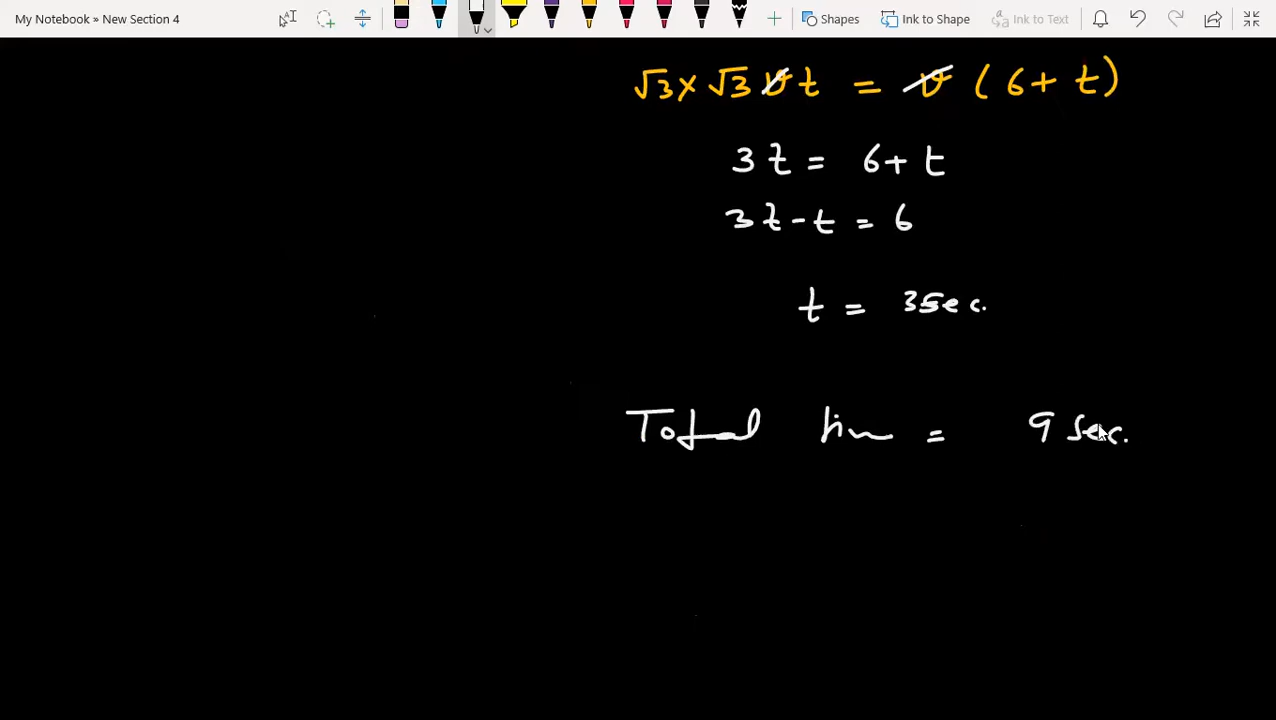 My Notebook » New Section 4
Shapes Ink to Shape Ink to Text
√3 × √3 v t = v ( 6 + t )
3 t = 6 + t
3 t - t = 6
t = 3 sec.
Total tim = 9 sec.